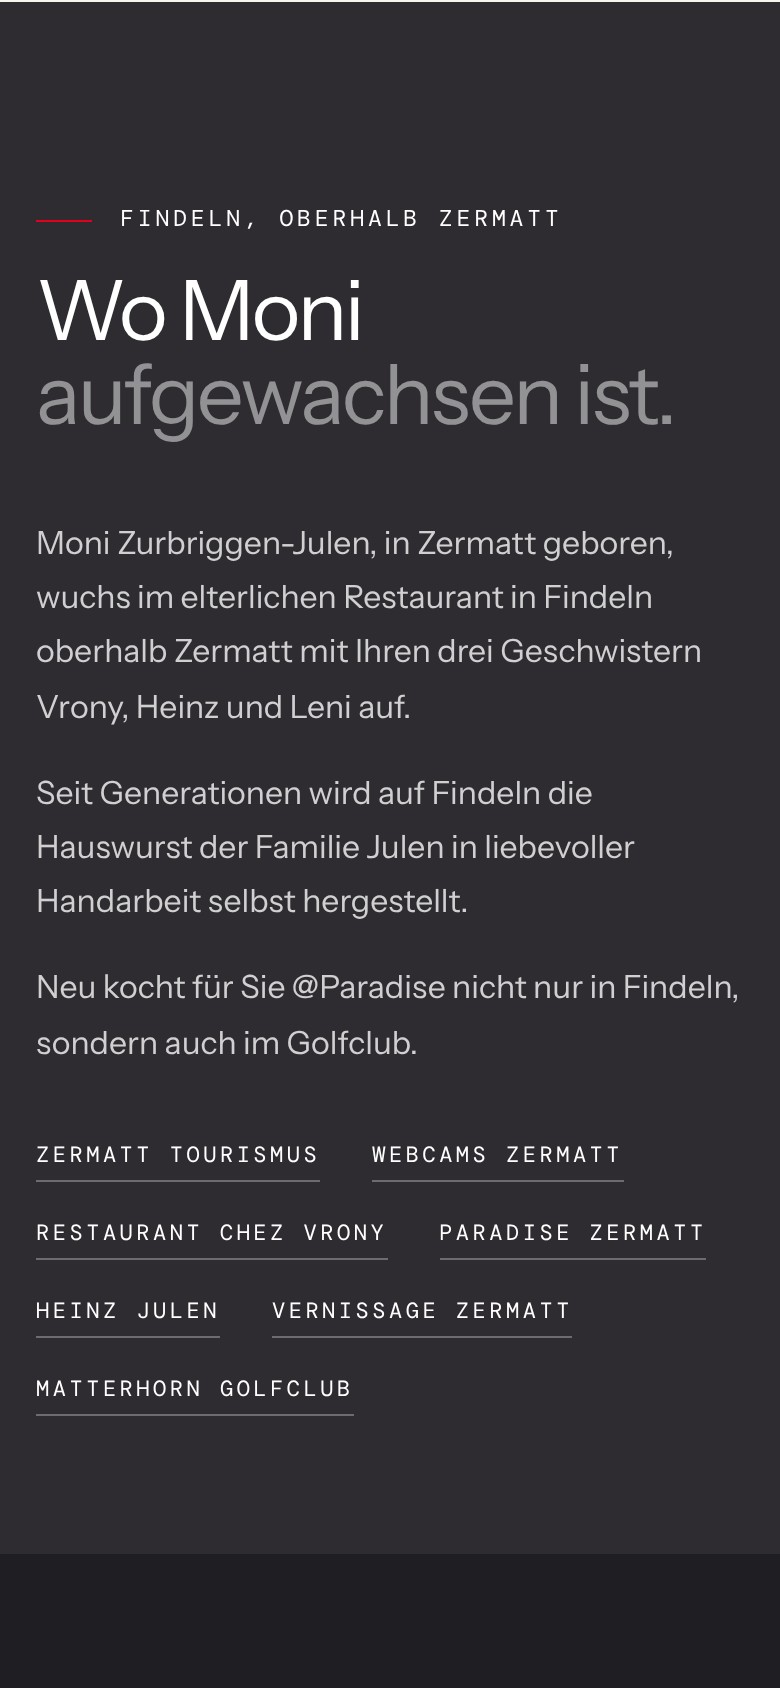 FINDELN, OBERHALB ZERMATT
Wo Moni
aufgewachsen ist.
Moni Zurbriggen-Julen, in Zermatt geboren,
wuchs im elterlichen Restaurant in Findeln
oberhalb Zermatt mit Ihren drei Geschwistern
Vrony, Heinz und Leni auf.
Seit Generationen wird auf Findeln die
Hauswurst der Familie Julen in liebevoller
Handarbeit selbst hergestellt.
Neu kocht für Sie @Paradise nicht nur in Findeln,
sondern auch im Golfclub.
ZERMATT TOURISMUS WEBCAMS ZERMATT
RESTAURANT CHEZ VRONY PARADISE ZERMATT
HEINZ JULEN VERNISSAGE ZERMATT
MATTERHORN GOLFCLUB